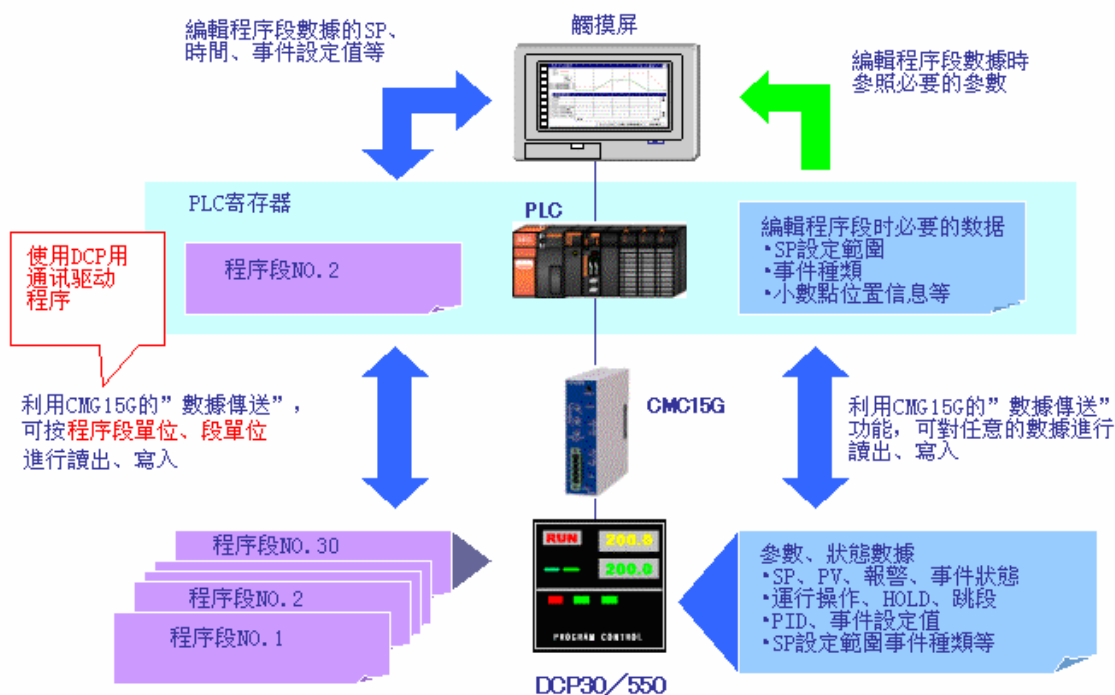 編輯程序段數據的SP、
時間、事件設定值等
觸摸屏
編輯程序段數據時
參照必要的參數
PLC寄存器
PLC
使用DCP用
通讯驱动
程序
程序段NO.2
編輯程序段时必要的数据
•SP設定範圍
•事件種類
•小數點位置信息等
利用CMG15G的”數據傳送”,
可按程序段單位、段單位
進行讀出、寫入
CMC15G
利用CMG15G的”數據傳送”
功能,可對任意的數據進行
讀出、寫入
程序段NO.30
程序段NO.2
程序段NO.1
RUN
200.0
200.0
PROGRAM CONTROL
參數、狀態數據
•SP、PV、報警、事件狀態
•運行操作、HOLD、跳段
•PID、事件設定值
•SP設定範圍事件種類等
DCP30／550